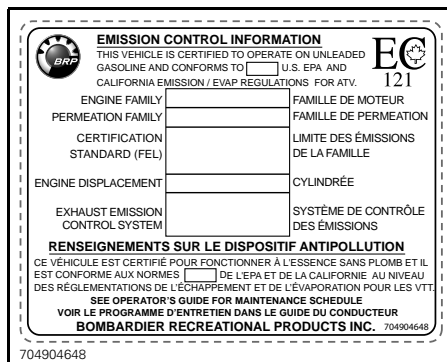 BRP
EMISSION CONTROL INFORMATION
THIS VEHICLE IS CERTIFIED TO OPERATE ON UNLEADED
GASOLINE AND CONFORMS TO U.S. EPA AND
CALIFORNIA EMISSION / EVAP REGULATIONS FOR ATV.
EC
121
ENGINE FAMILY FAMILLE DE MOTEUR
PERMEATION FAMILY FAMILLE DE PERMEATION
CERTIFICATION LIMITE DES ÉMISSIONS
STANDARD (FEL) DE LA FAMILLE
ENGINE DISPLACEMENT CYLINDRÉE
EXHAUST EMISSION SYSTÈME DE CONTRÔLE
CONTROL SYSTEM DES ÉMISSIONS
RENSEIGNEMENTS SUR LE DISPOSITIF ANTIPOLLUTION
CE VÉHICULE EST CERTIFIÉ POUR FONCTIONNER À L'ESSENCE SANS PLOMB ET IL
EST CONFORME AUX NORMES DE L'EPA ET DE LA CALIFORNIE AU NIVEAU
DES RÉGLEMENTATIONS DE L'ÉCHAPPEMENT ET DE L'ÉVAPORATION POUR LES VTT.
SEE OPERATOR'S GUIDE FOR MAINTENANCE SCHEDULE
VOIR LE PROGRAMME D'ENTRETIEN DANS LE GUIDE DU CONDUCTEUR
BOMBARDIER RECREATIONAL PRODUCTS INC. 704904648
704904648